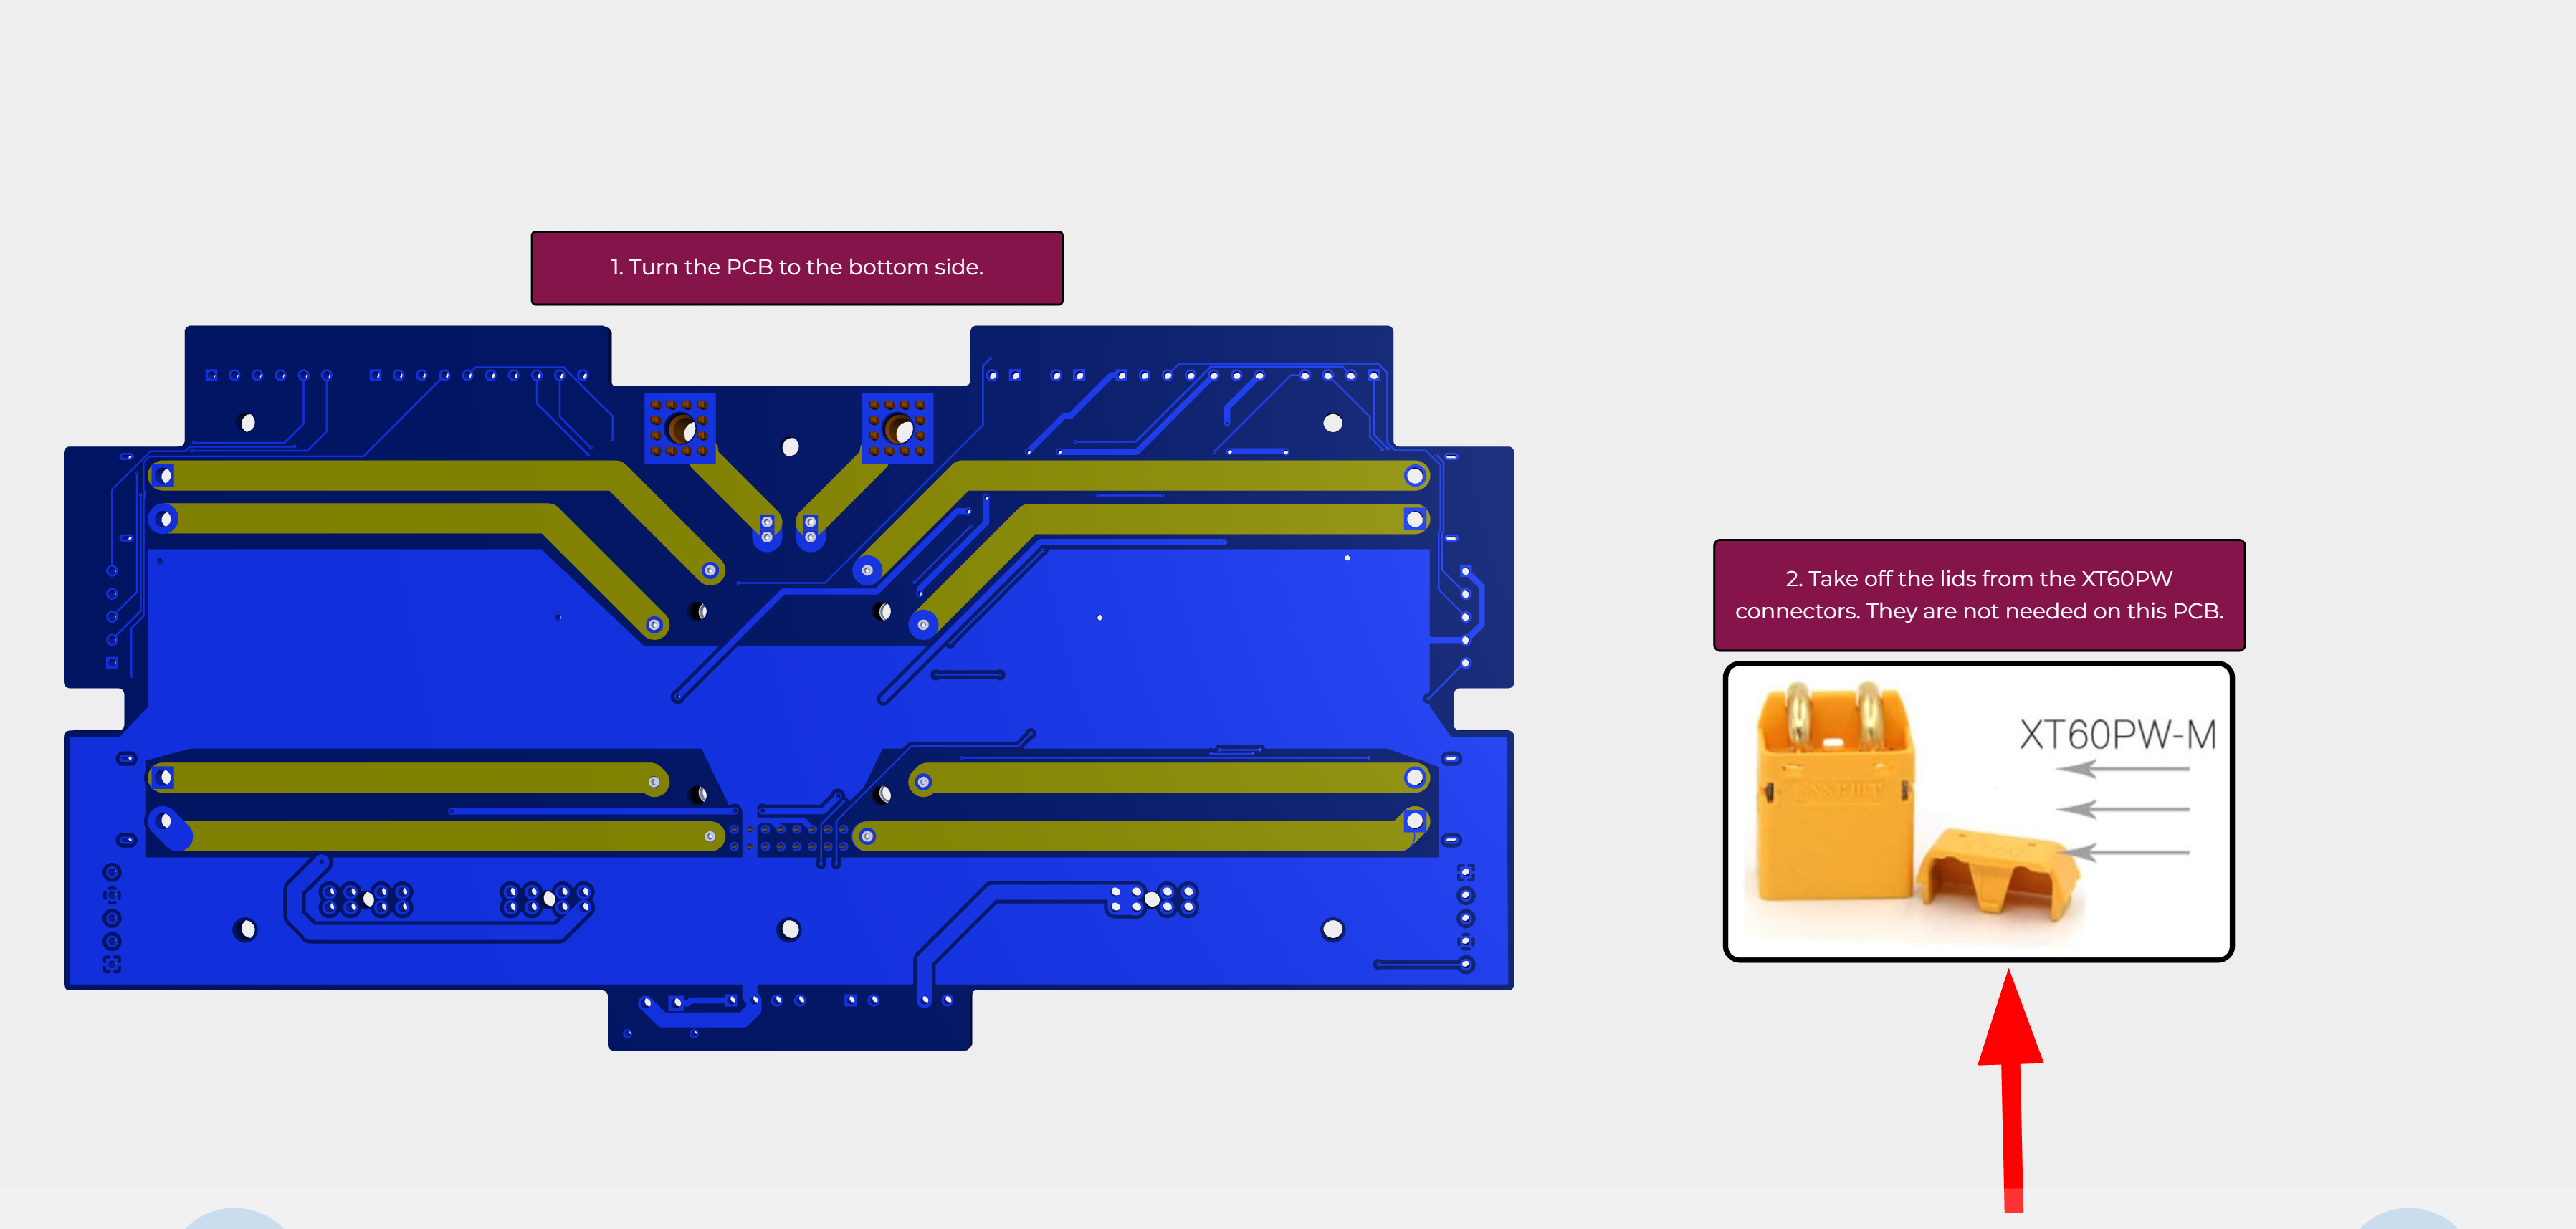 1. Turn the PCB to the bottom side.
2. Take off the lids from the XT60PW
connectors. They are not needed on this PCB.
XT60PW-M